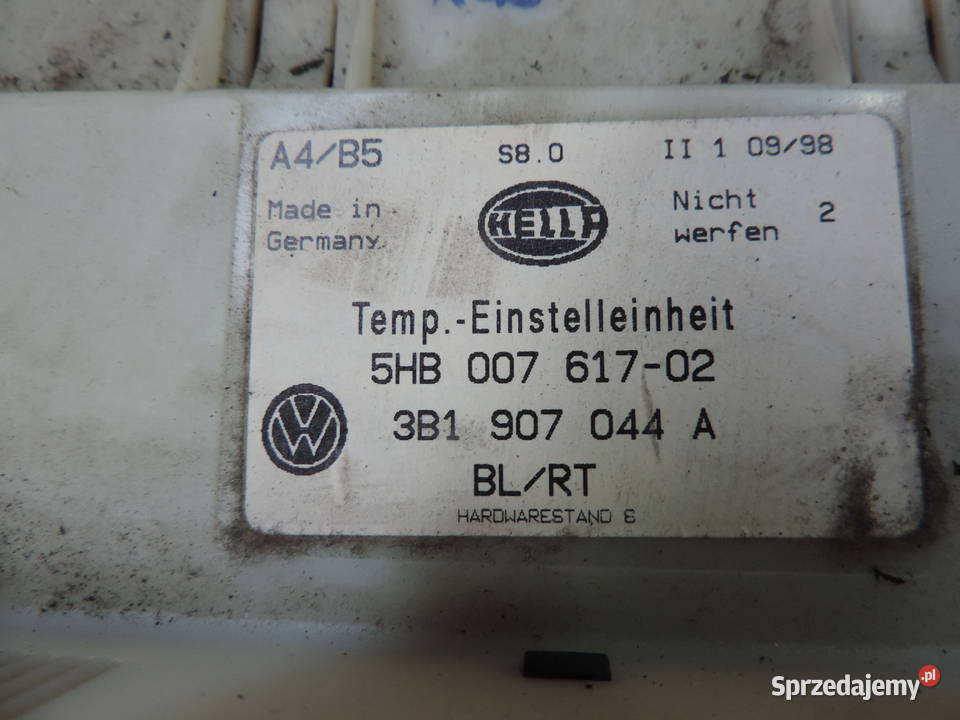 A4/B5 S8.0 II 1 09/98
Made in Germany
HELLA
Nicht werfen 2
Temp.-Einstelleinheit
5HB 007 617-02
VW
3B1 907 044 A
BL/RT
HARDWARESTAND 6
Sprzedajemy.pl